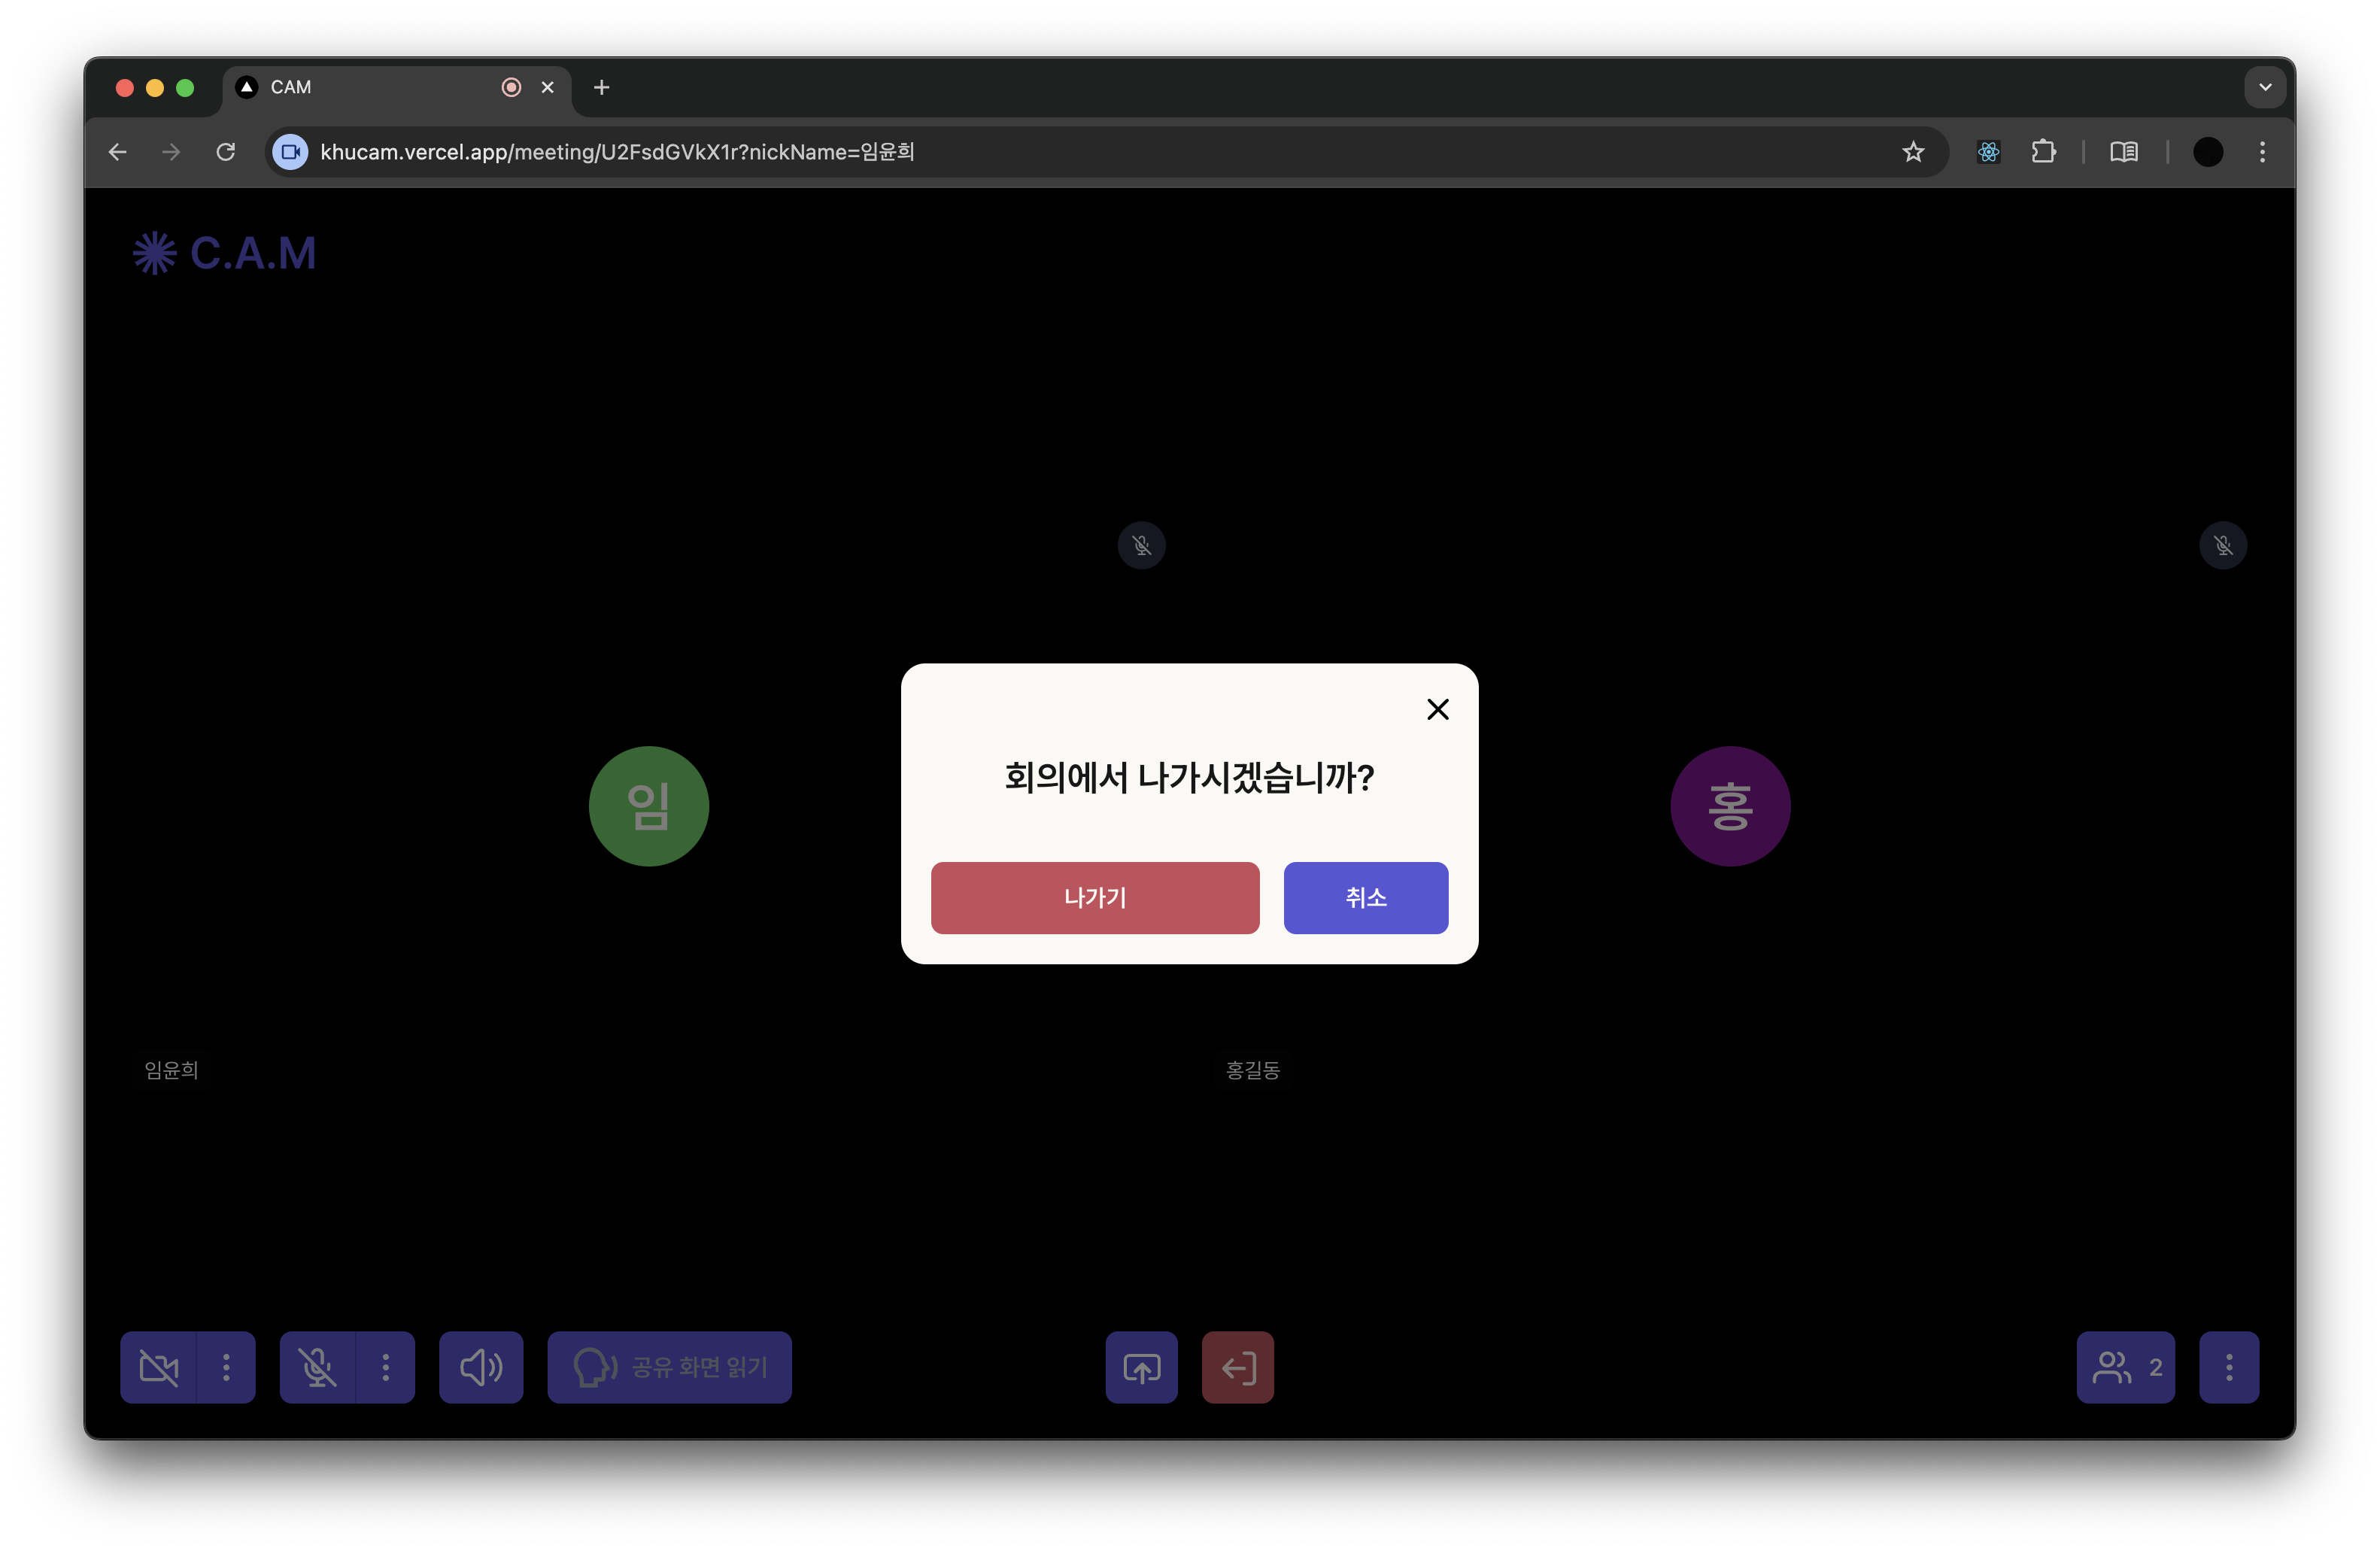 CAM
khucam.vercel.app/meeting/U2FsdGVkX1r?nickName=임윤희
C.A.M
회의에서 나가시겠습니까?
임
홍
나가기
취소
임윤희
홍길동
공유 화면 읽기
2